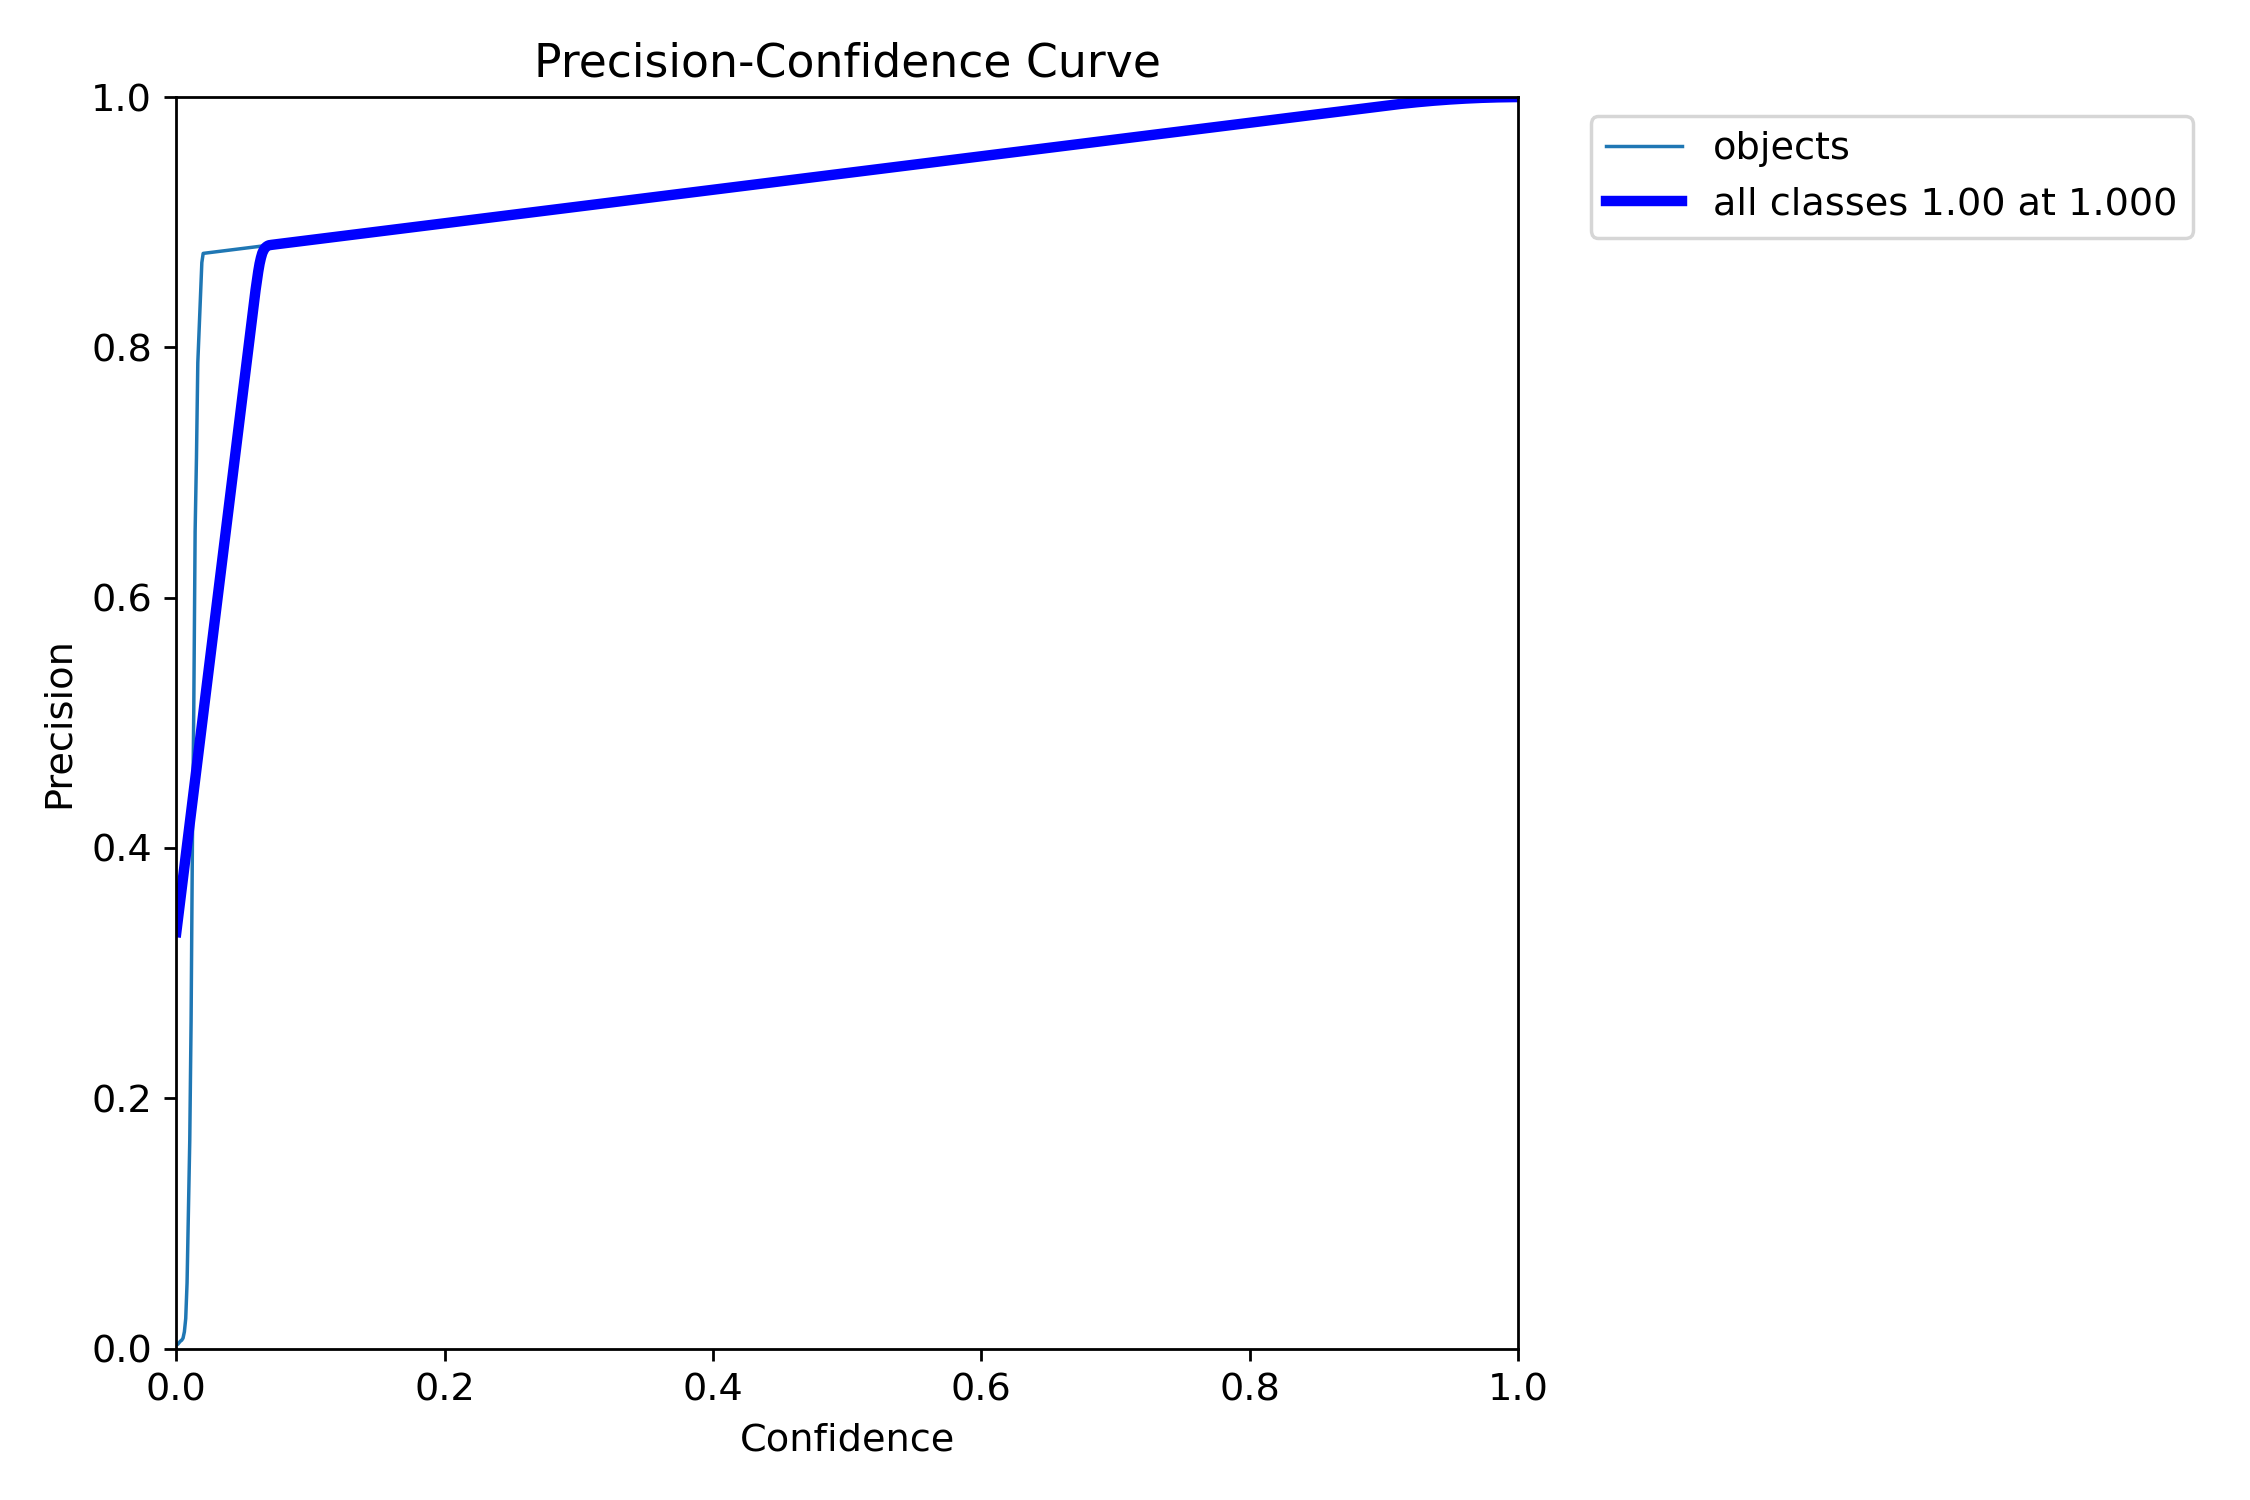 Precision-Confidence Curve
1.0
0.8
0.6
0.4
0.2
0.0
Precision
0.0 0.2 0.4 0.6 0.8 1.0
Confidence
objects
all classes 1.00 at 1.000